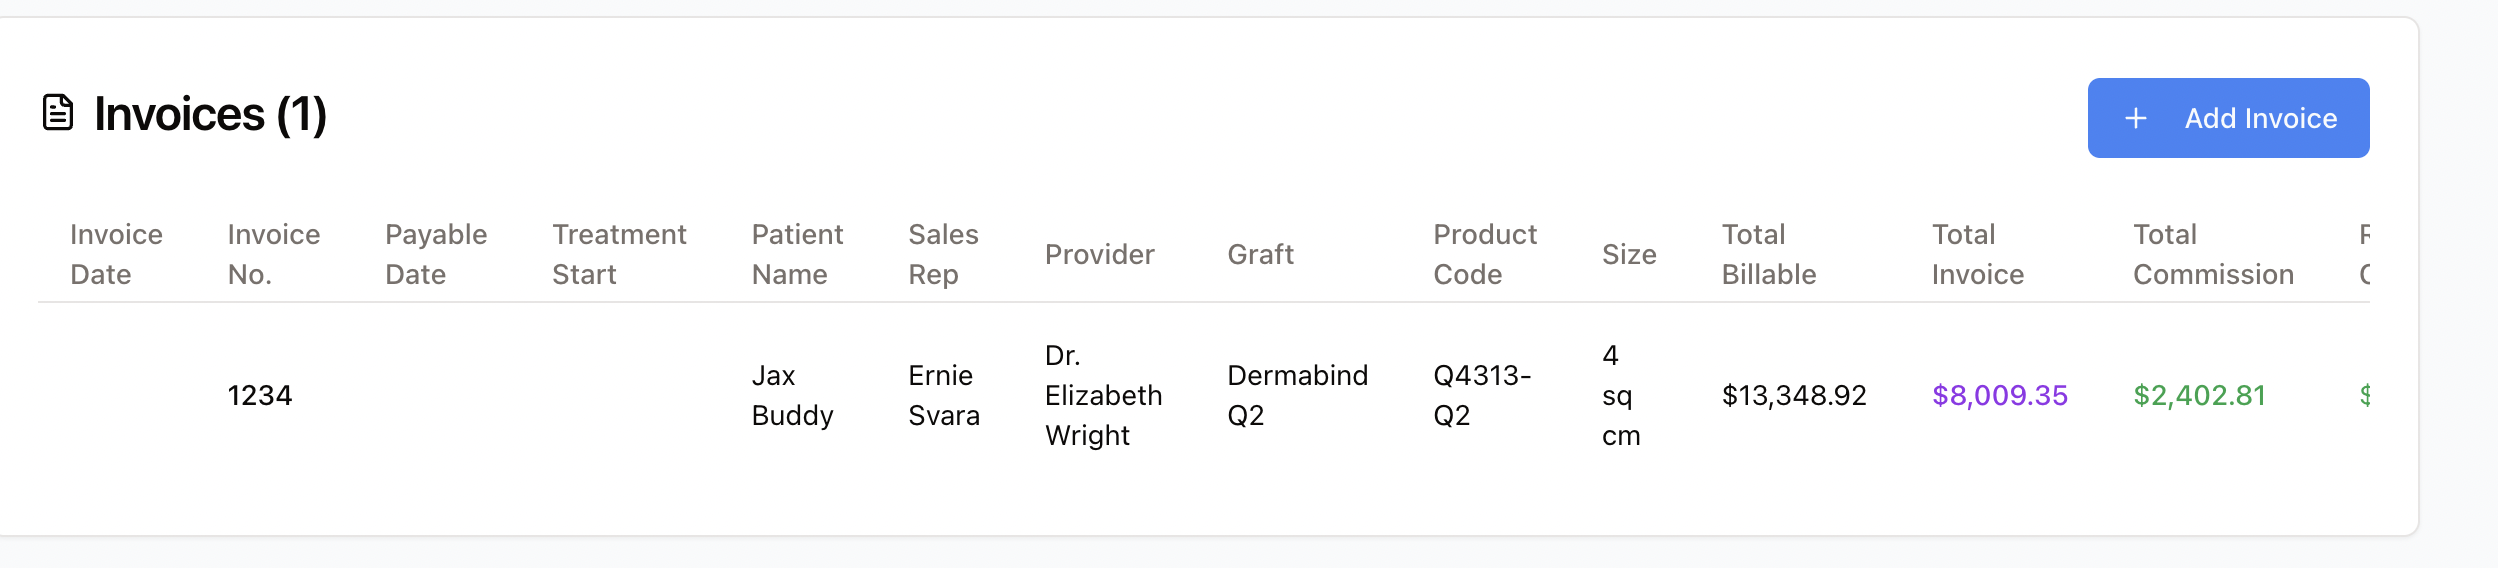 Invoices (1)
+ Add Invoice
Invoice Date
Invoice No.
Payable Date
Treatment Start
Patient Name
Sales Rep
Provider
Graft
Product Code
Size
Total Billable
Total Invoice
Total Commission
1234
Jax Buddy
Ernie Svara
Dr. Elizabeth Wright
Dermabind Q2
Q4313-Q2
4 sq cm
$13,348.92
$8,009.35
$2,402.81